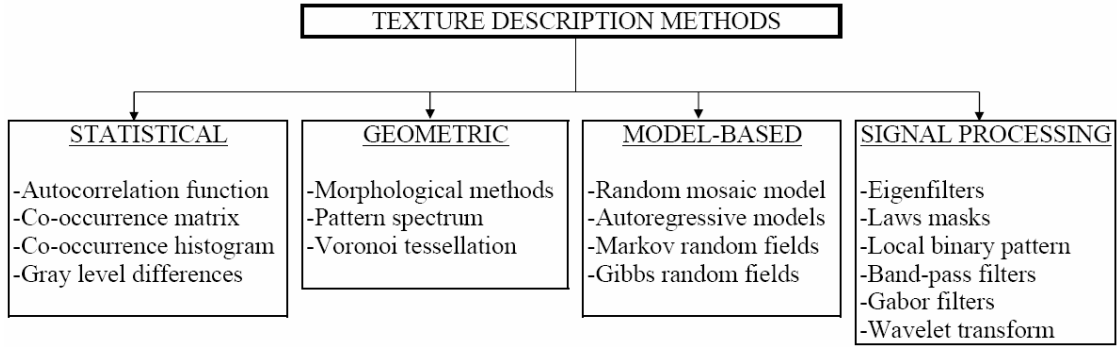 TEXTURE DESCRIPTION METHODS
STATISTICAL
-Autocorrelation function
-Co-occurrence matrix
-Co-occurrence histogram
-Gray level differences
GEOMETRIC
-Morphological methods
-Pattern spectrum
-Voronoi tessellation
MODEL-BASED
-Random mosaic model
-Autoregressive models
-Markov random fields
-Gibbs random fields
SIGNAL PROCESSING
-Eigenfilters
-Laws masks
-Local binary pattern
-Band-pass filters
-Gabor filters
-Wavelet transform